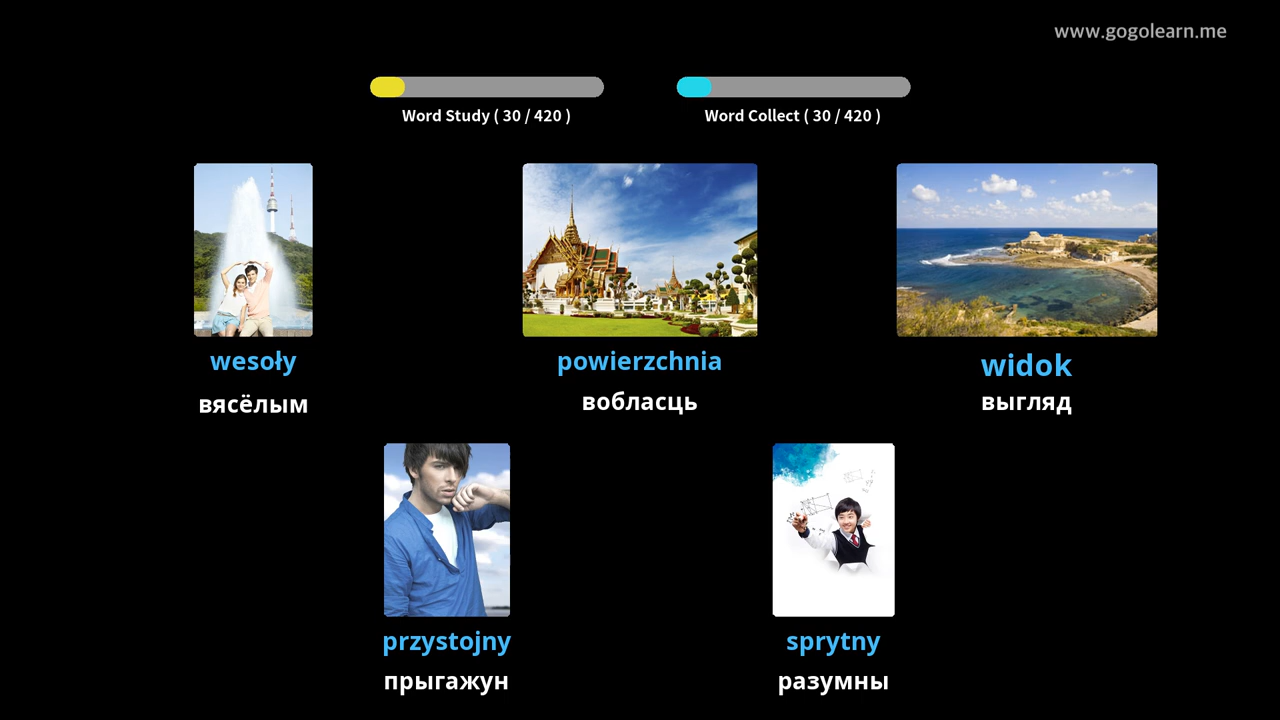 www.gogolearn.me
Word Study ( 30 / 420 )
Word Collect ( 30 / 420 )
wesoły
powierzchnia
widok
вясёлым
вобласць
выгляд
przystojny
sprytny
прыгажун
разумны